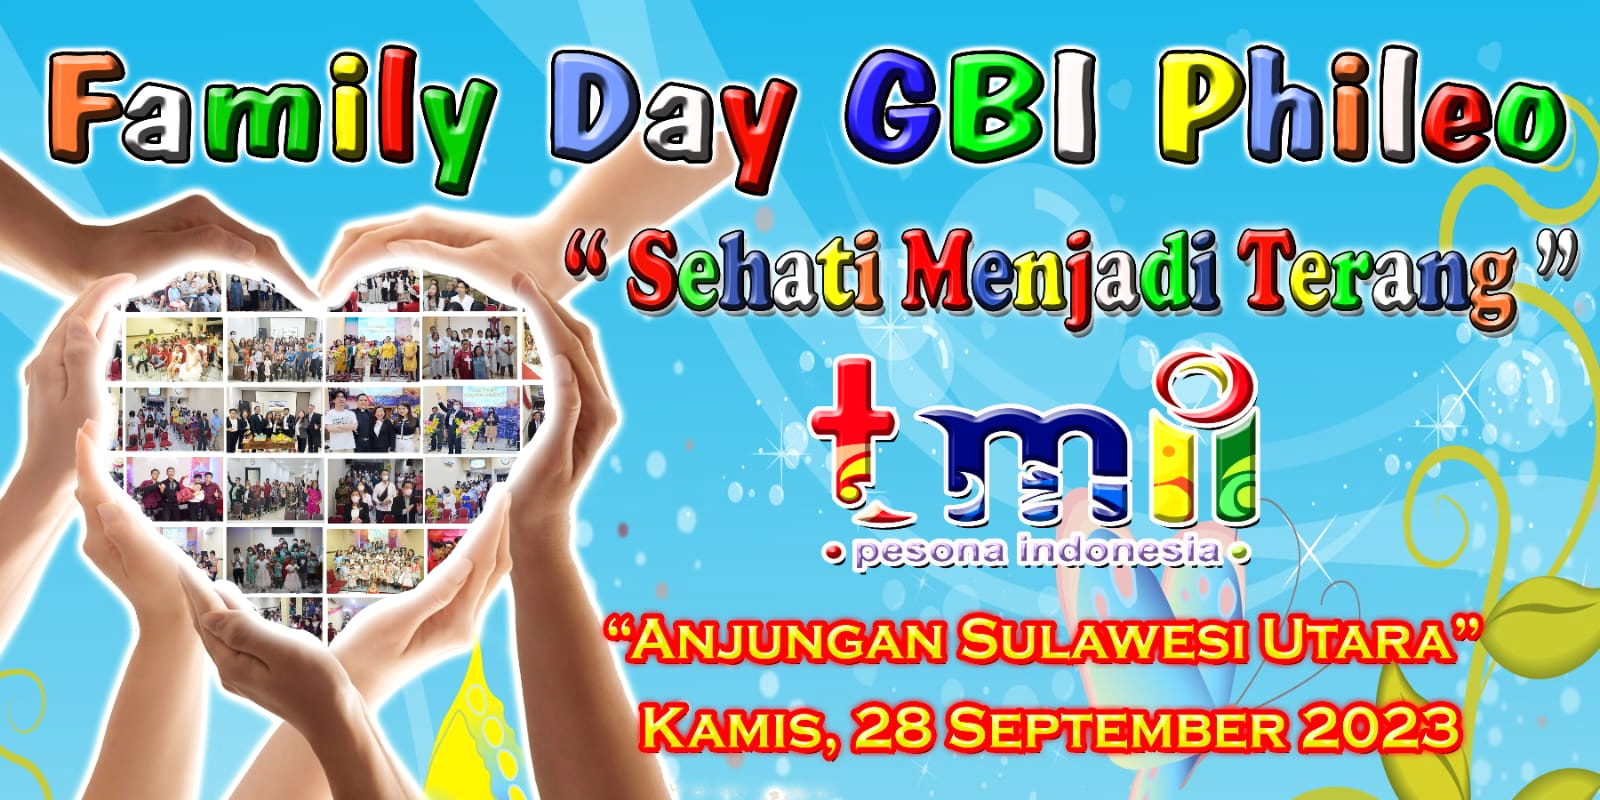 Family Day GBI Phileo
“ Sehati Menjadi Terang ”
tmii
• pesona indonesia •
“Anjungan Sulawesi Utara”
Kamis, 28 September 2023